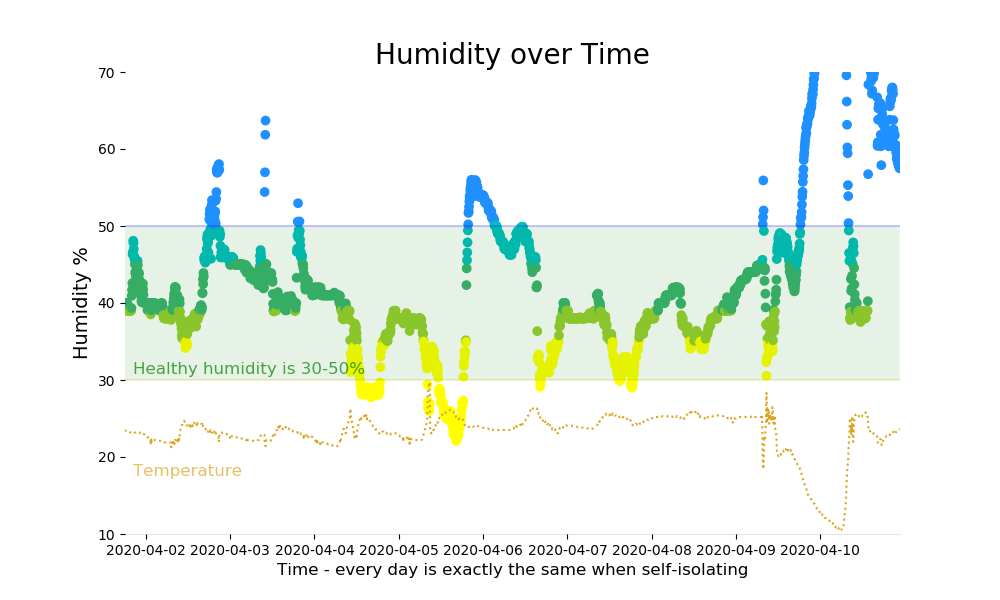 Humidity over Time
70
60
50
40
30
20
10
Humidity %
Healthy humidity is 30-50%
Temperature
2020-04-02 2020-04-03 2020-04-04 2020-04-05 2020-04-06 2020-04-07 2020-04-08 2020-04-09 2020-04-10
Time - every day is exactly the same when self-isolating